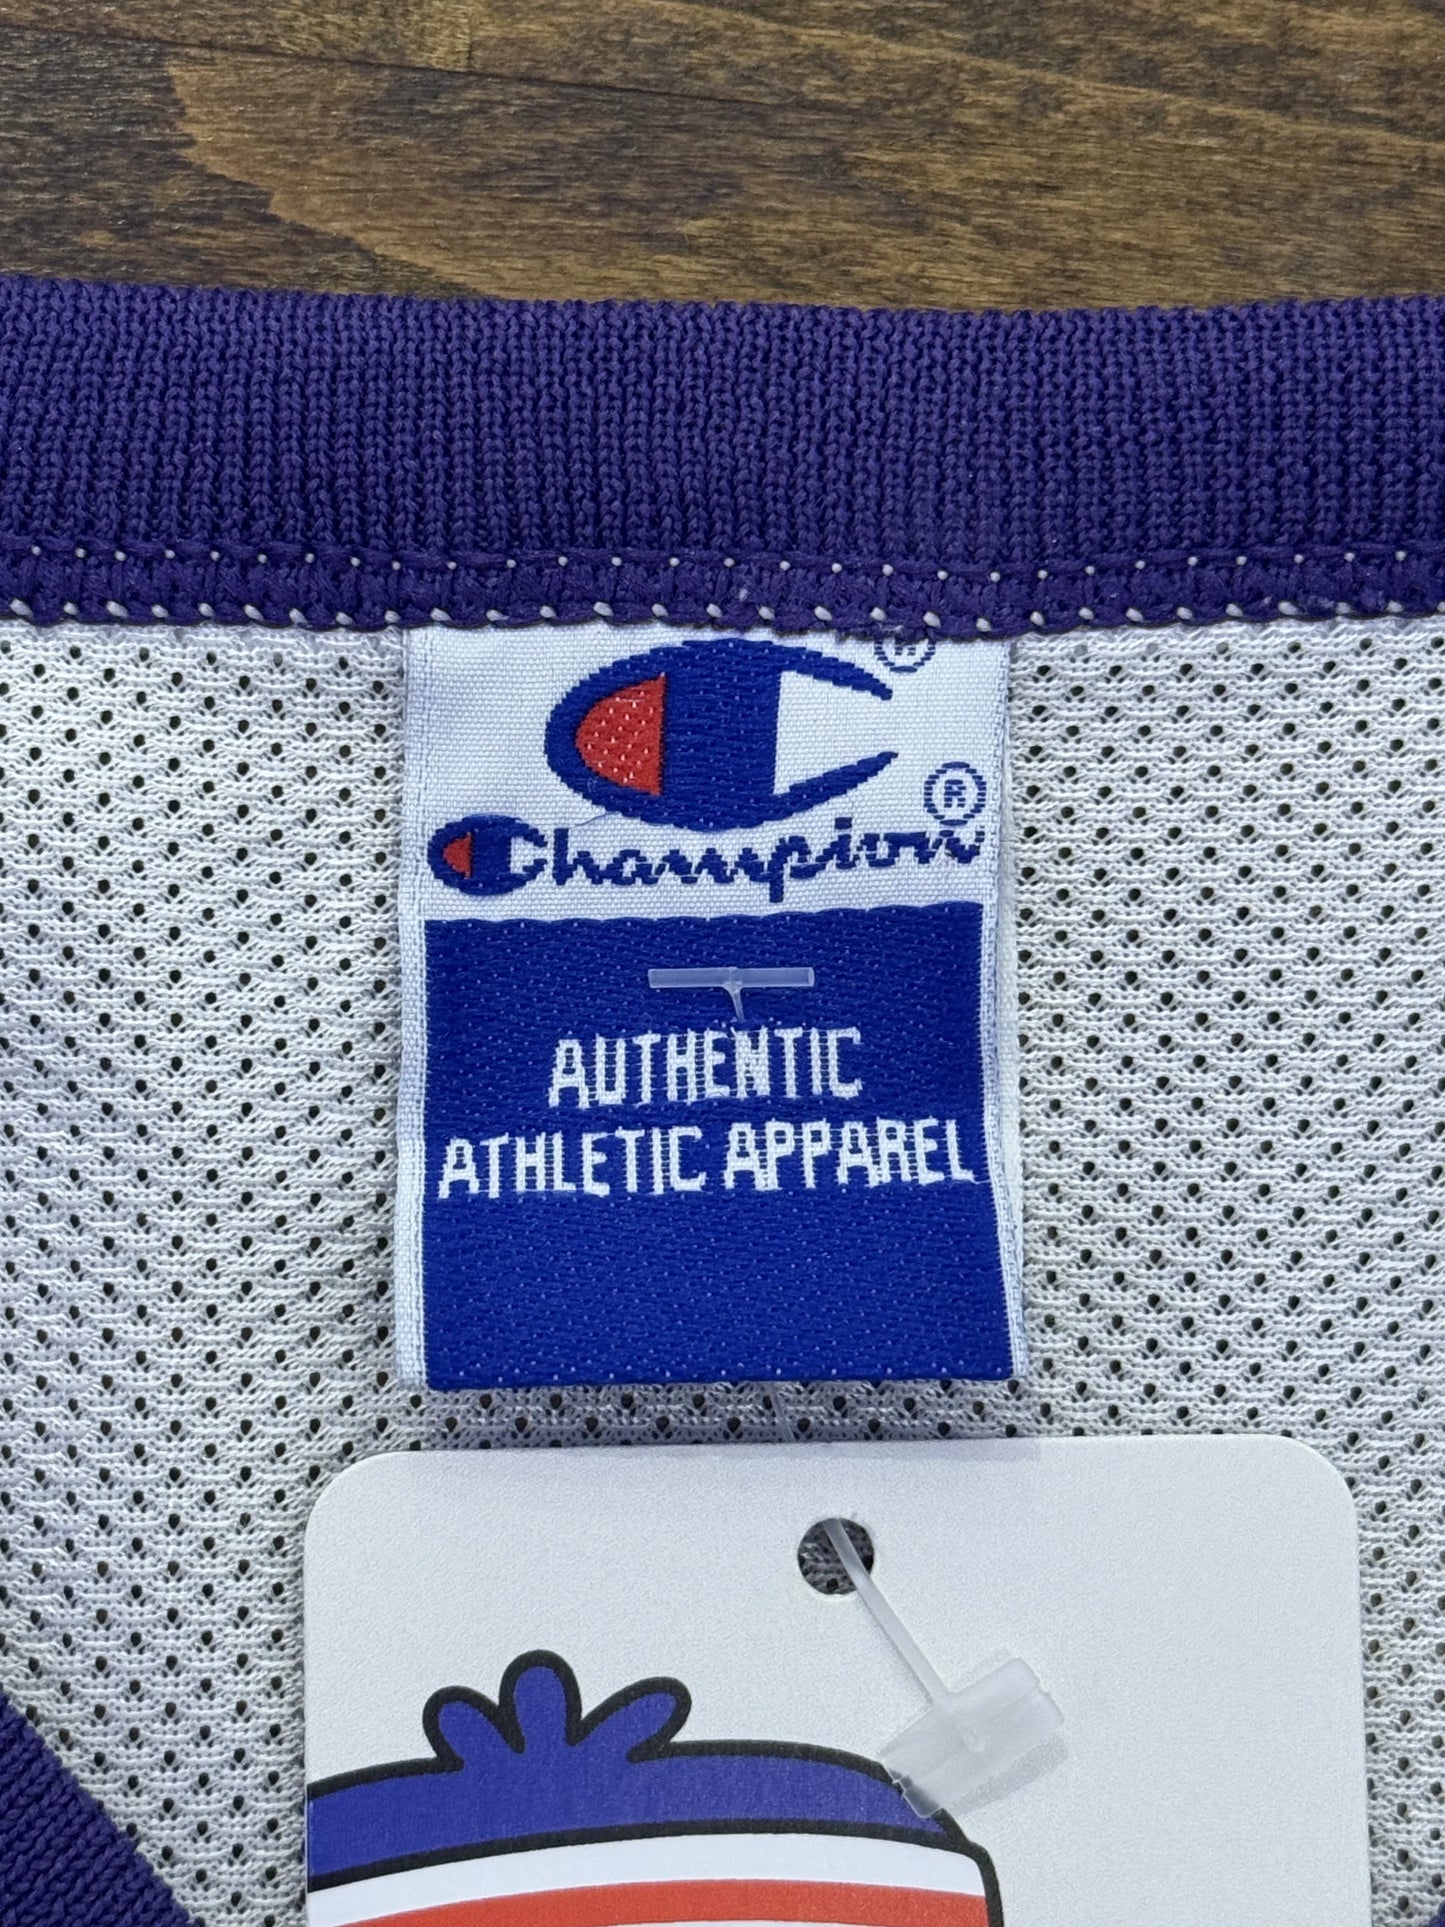 ®
Champion®
AUTHENTIC
ATHLETIC APPAREL